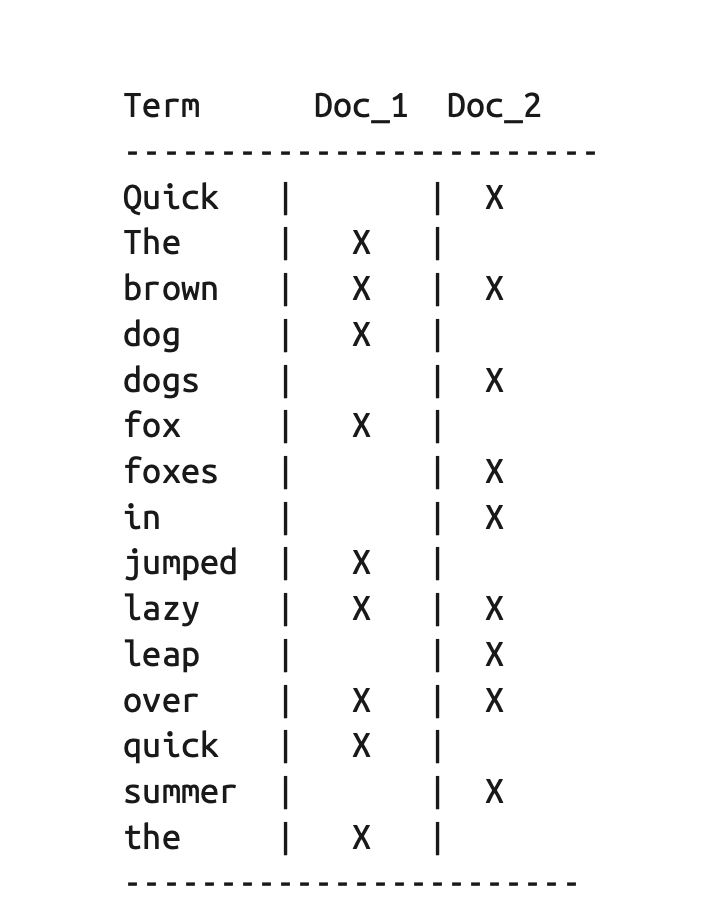 Term      Doc_1  Doc_2
-------------------------
Quick   |       |  X
The     |   X   |
brown   |   X   |  X
dog     |   X   |
dogs    |       |  X
fox     |   X   |
foxes   |       |  X
in      |       |  X
jumped  |   X   |
lazy    |   X   |  X
leap    |       |  X
over    |   X   |  X
quick   |   X   |
summer  |       |  X
the     |   X   |
------------------------